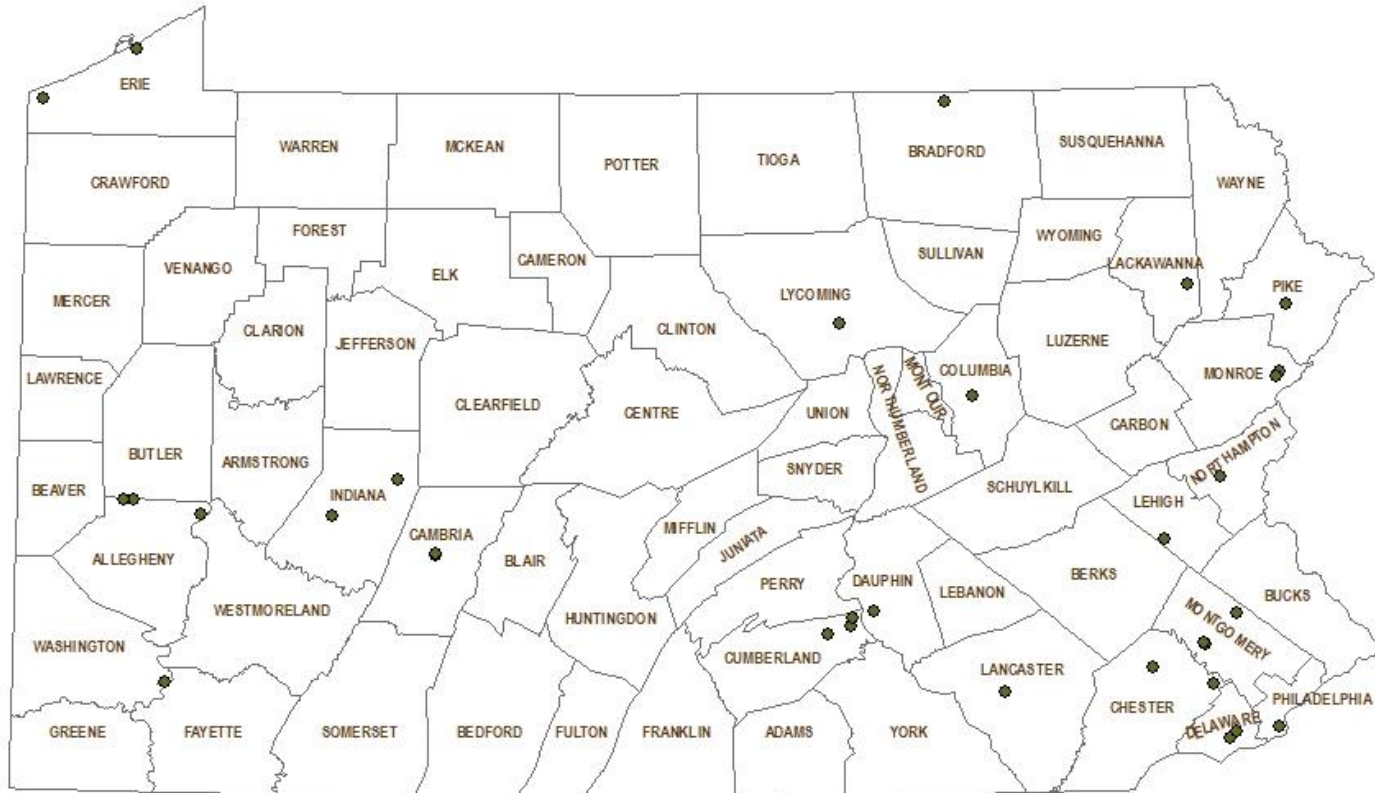 ERIE
WARREN
MCKEAN
POTTER
TIOGA
BRADFORD
SUSQUEHANNA
WAYNE
CRAWFORD
FOREST
VENANGO
ELK
CAMERON
SULLIVAN
WYOMING
LACKAWANNA
MERCER
CLARION
JEFFERSON
CLINTON
LYCOMING
PIKE
LUZERNE
LAWRENCE
CLEARFIELD
CENTRE
UNION
NORTHUMBERLAND
MONTOUR
COLUMBIA
MONROE
CARBON
BUTLER
ARMSTRONG
INDIANA
SNYDER
SCHUYLKILL
NORTHAMPTON
LEHIGH
BEAVER
ALLEGHENY
CAMBRIA
BLAIR
MIFFLIN
JUNIATA
PERRY
DAUPHIN
LEBANON
BERKS
BUCKS
WESTMORELAND
HUNTINGDON
MONTGOMERY
WASHINGTON
CUMBERLAND
LANCASTER
CHESTER
DELAWARE
PHILADELPHIA
GREENE
FAYETTE
SOMERSET
BEDFORD
FULTON
FRANKLIN
ADAMS
YORK